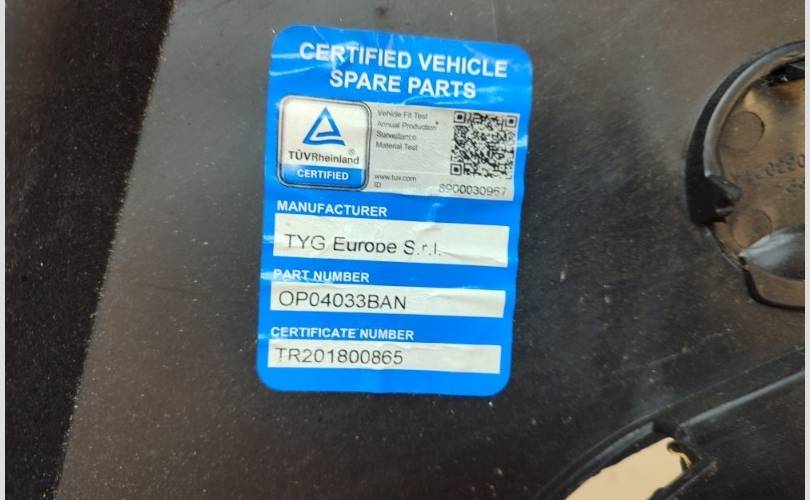 CERTIFIED VEHICLE
SPARE PARTS
Vehicle Fit Test
Annual Production
Surveillance
Material Test
TÜVRheinland®
CERTIFIED
www.tuv.com
ID 8900030967
MANUFACTURER
TYG Europe S.r.l.
PART NUMBER
OP04033BAN
CERTIFICATE NUMBER
TR201800865